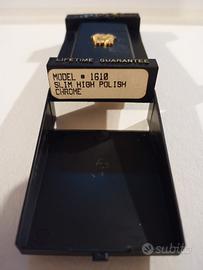 LIFETIME GUARANTEE
MODEL # 1610
SLIM HIGH POLISH
CHROME
subito